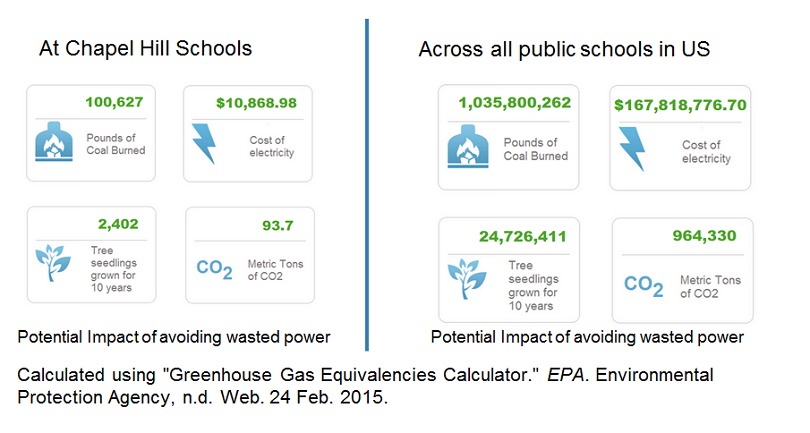 At Chapel Hill Schools
100,627
Pounds of
Coal Burned
$10,868.98
Cost of
electricity
2,402
Tree
seedlings
grown for
10 years
93.7
CO2
Metric Tons
of CO2
Potential Impact of avoiding wasted power
Across all public schools in US
1,035,800,262
Pounds of
Coal Burned
$167,818,776.70
Cost of
electricity
24,726,411
Tree
seedlings
grown for
10 years
964,330
CO2
Metric Tons
of CO2
Potential Impact of avoiding wasted power
Calculated using "Greenhouse Gas Equivalencies Calculator." EPA. Environmental
Protection Agency, n.d. Web. 24 Feb. 2015.